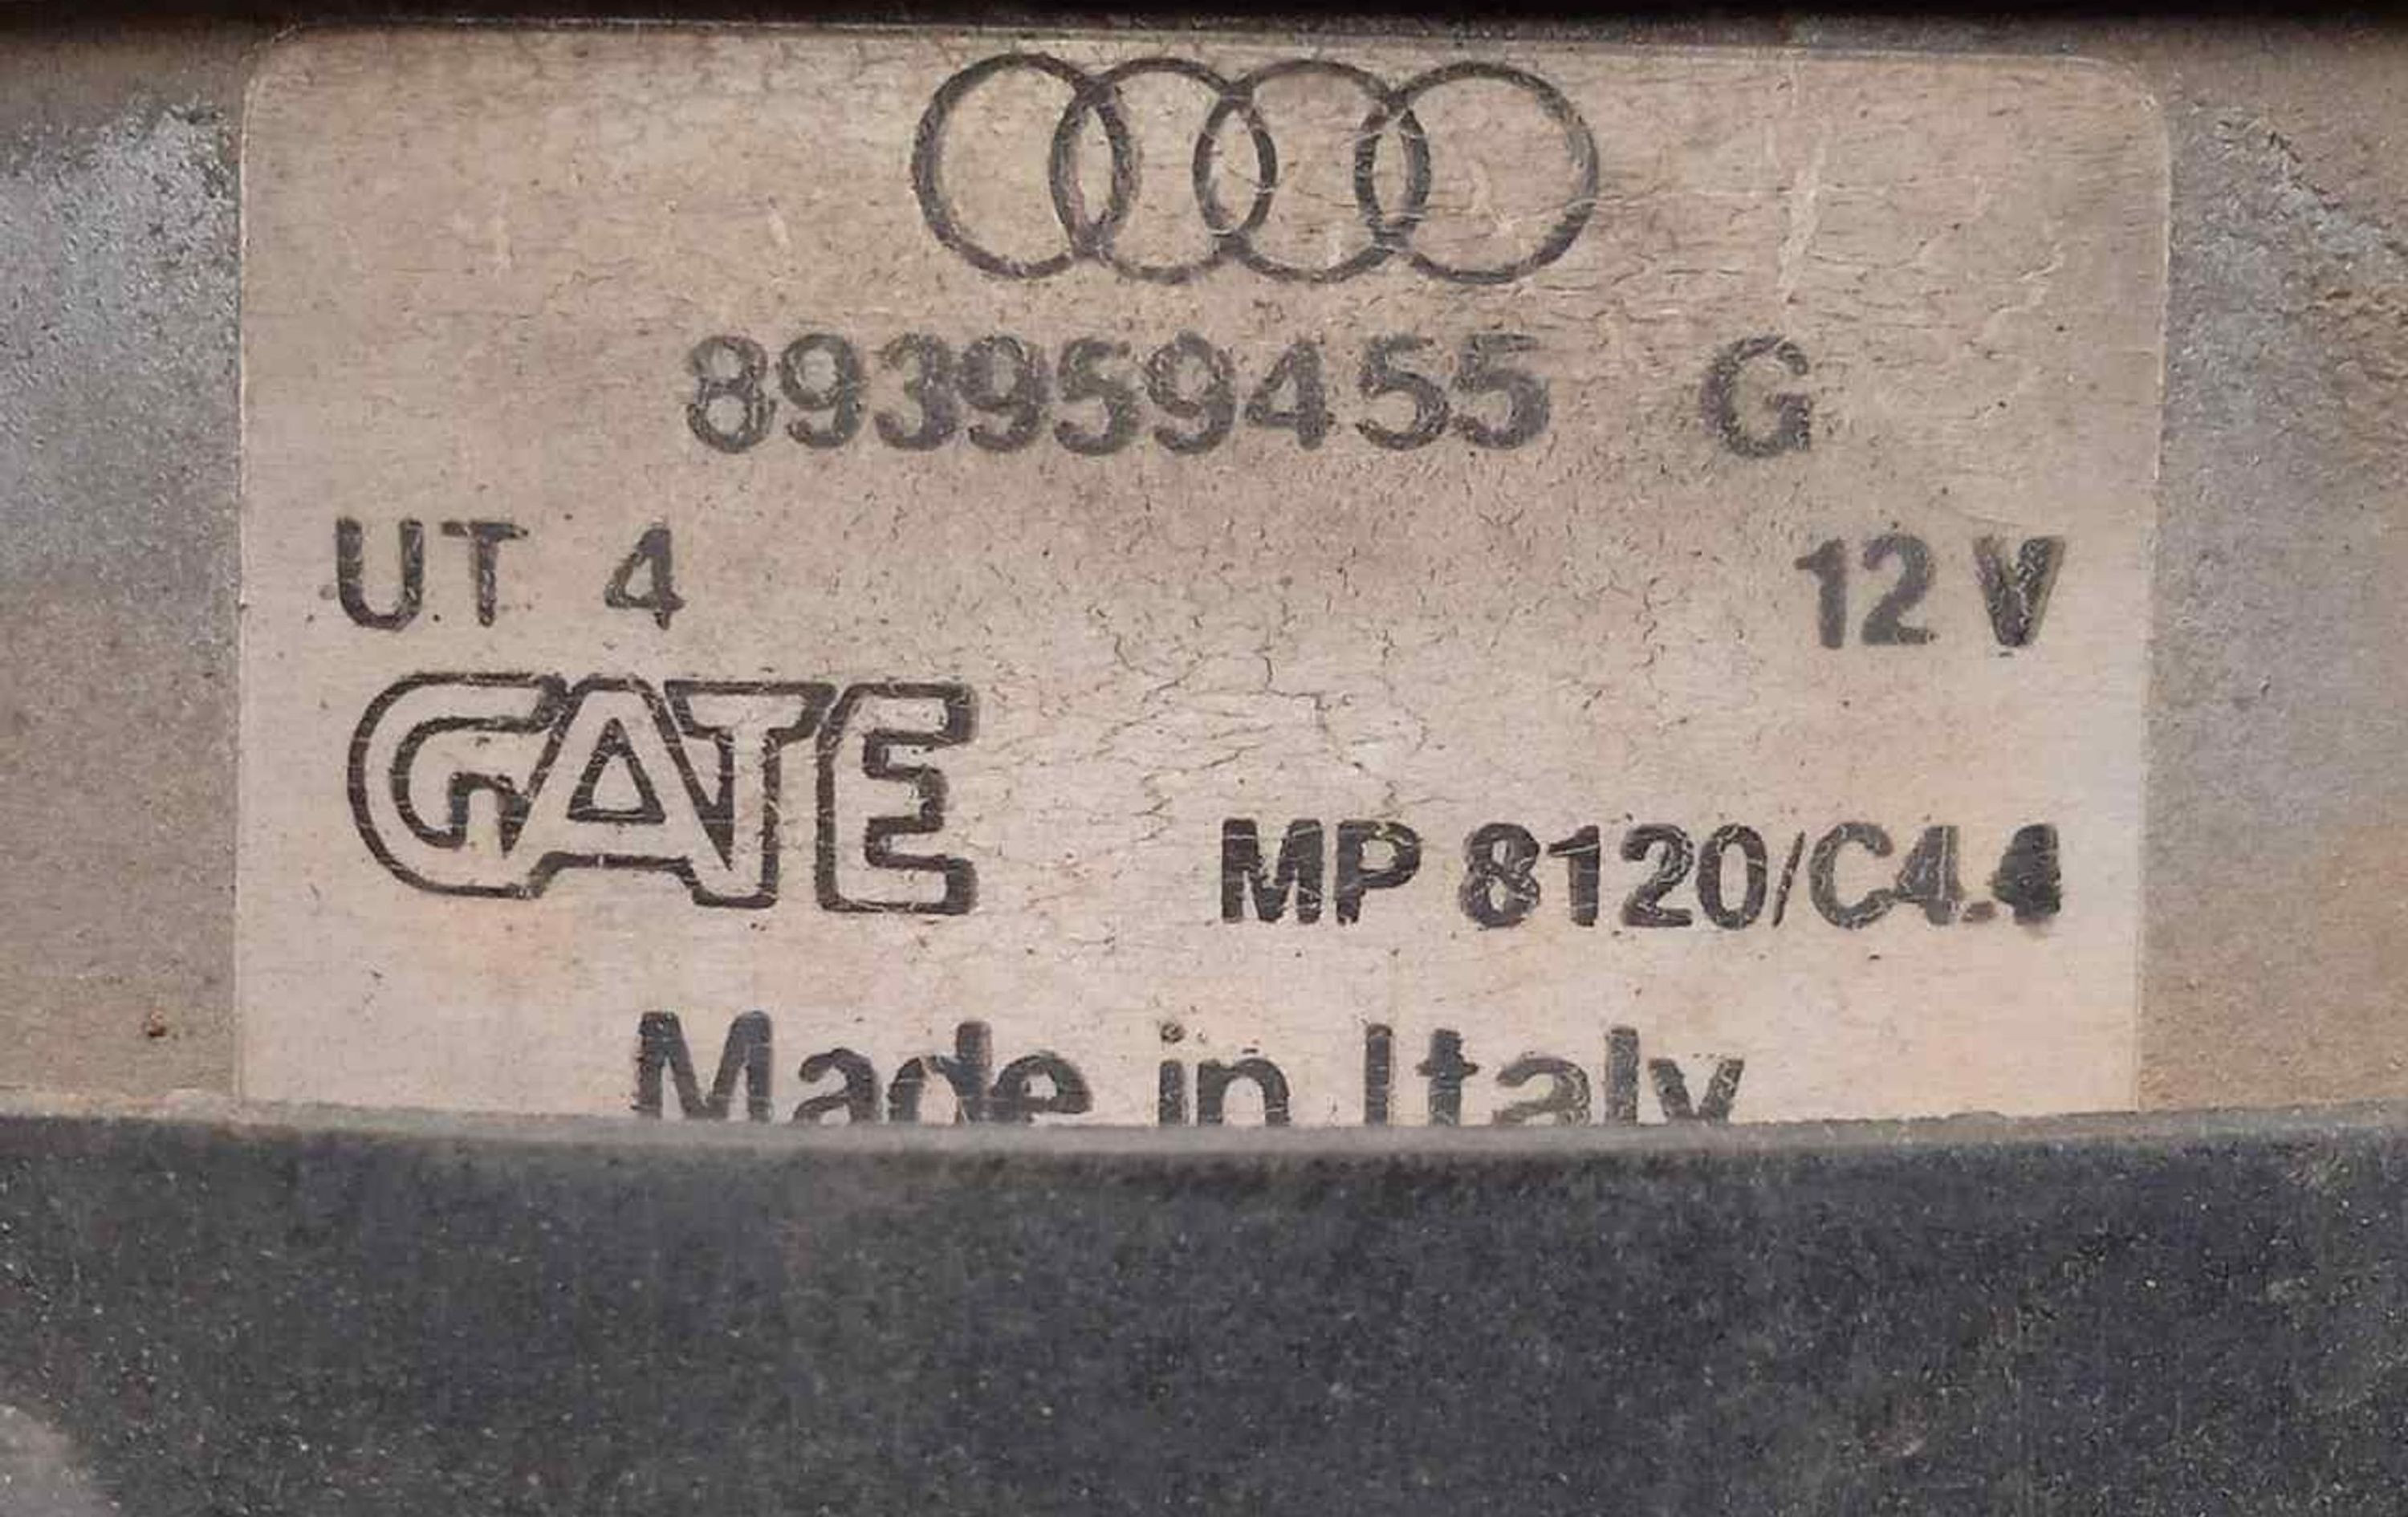 893959455 G
UT 4 12 V
GATE
MP 8120/C4.4
Made in Italy